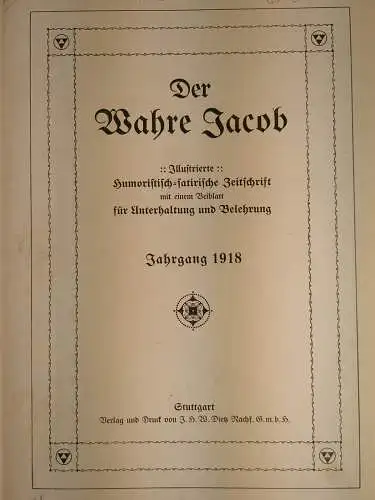 Der
Wahre Jacob
:: Illustrierte ::
Humoristisch-satirische Zeitschrift
mit einem Beiblatt
für Unterhaltung und Belehrung
Jahrgang 1918
Stuttgart
Verlag und Druck von J. H. W. Dietz Nachf. G. m. b. H.